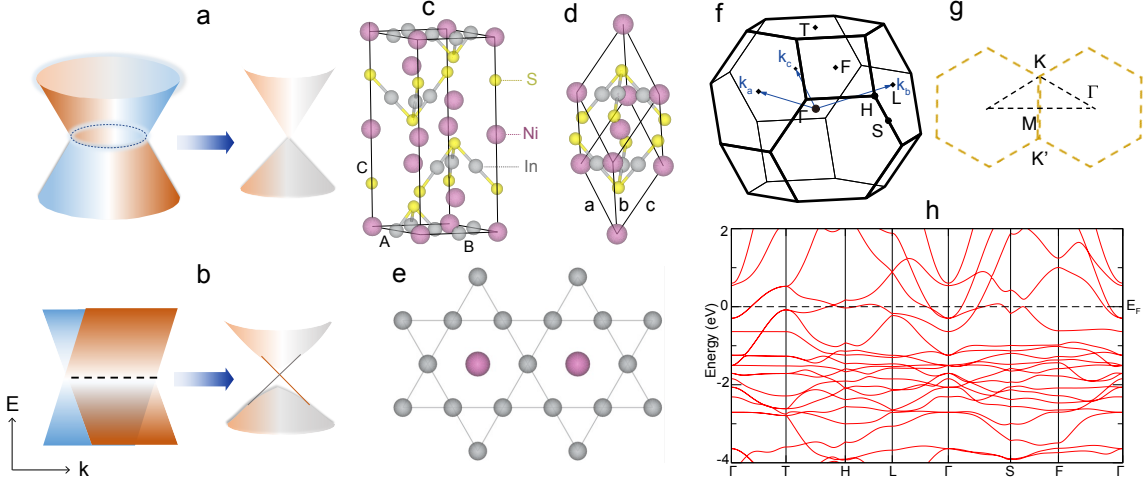 a
b
E
k
c
C
A
B
S
Ni
In
d
a
b
c
e
f
T
k_c
F
k_a
k_b
L
Γ
H
S
g
K
Γ
M
K'
h
2
0
-2
-4
Energy (eV)
E_F
Γ T H L Γ S F Γ